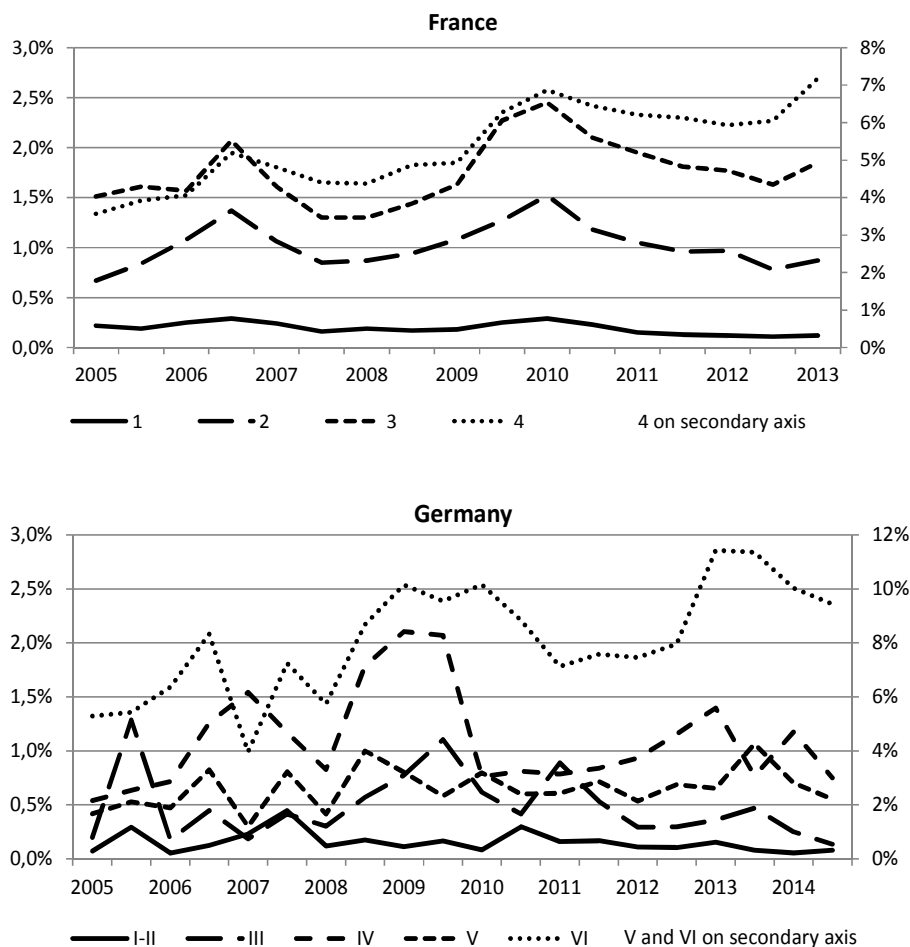 France
3,0% 8%
2,5% 7%
6%
2,0% 5%
1,5% 4%
1,0% 3%
2%
0,5% 1%
0,0% 0%
2005 2006 2007 2008 2009 2010 2011 2012 2013
1 2 3 4 4 on secondary axis
Germany
3,0% 12%
2,5% 10%
2,0% 8%
1,5% 6%
1,0% 4%
0,5% 2%
0,0% 0%
2005 2006 2007 2008 2009 2010 2011 2012 2013 2014
I-II III IV V VI V and VI on secondary axis